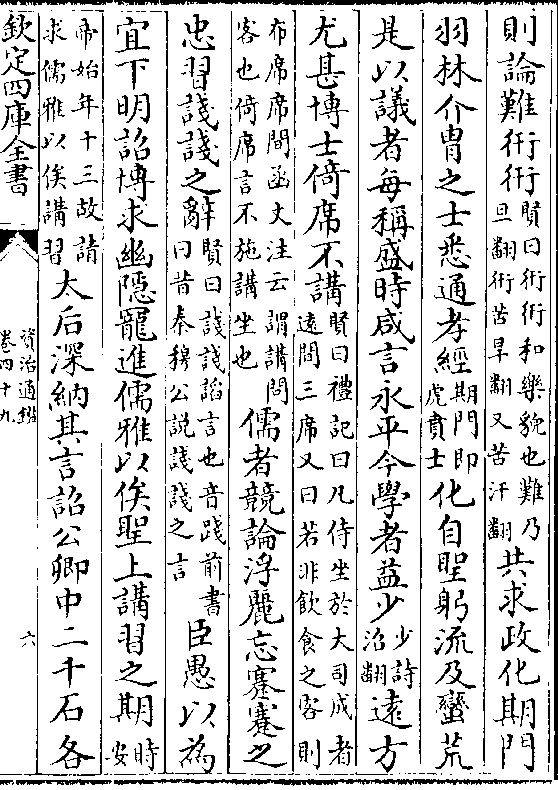 則論難衎衎賢曰衎衎和樂貌也難乃旦翻衎苦旱翻又苦汗翻共求政化期門
羽林介胄之士悉通孝經期門即虎賁士化自聖躬流及蠻荒
是以議者每稱盛時咸言永平今學者益少少詩沼翻遠方
尤甚博士倚席不講賢曰禮記曰凡侍坐於大司成者遠間三席又曰若非飲食之客則
布席席間函丈注云謂講問客也倚席言不施講坐也儒者競論浮麗忘蹇蹇之
忠習諓諓之辭賢曰諓諓諂言也音踐前書曰昔秦穆公說諓諓之言臣愚以為
宜下明詔博求幽隱寵進儒雅以俟聖上講習之期時安
帝始年十三故請求儒雅以俟講習太后深納其言詔公卿中二千石各
欽定四庫全書
資治通鑑
卷四十九
六